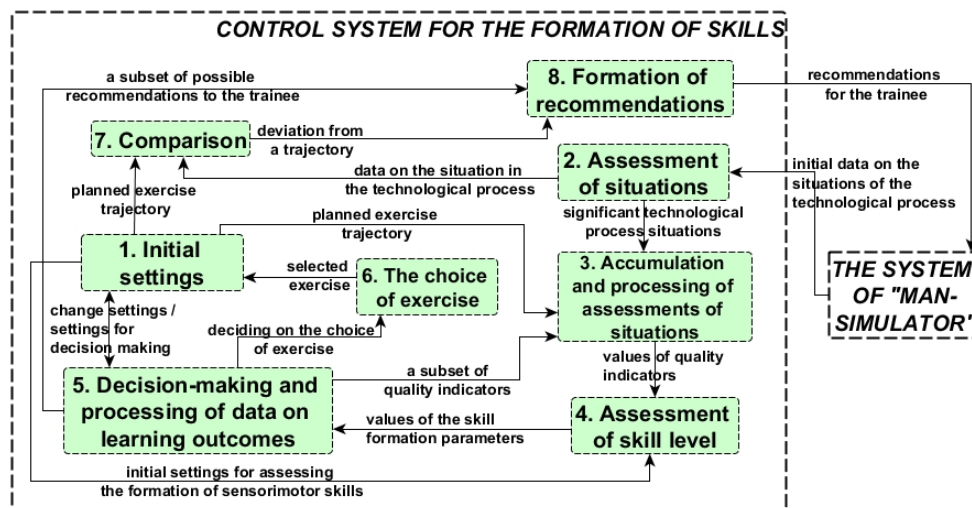 CONTROL SYSTEM FOR THE FORMATION OF SKILLS
a subset of possible
recommendations to the trainee
8. Formation of
recommendations
recommendations
for the trainee
7. Comparison
deviation from
a trajectory
2. Assessment
of situations
data on the situation in
the technological process
initial data on the
situations of the
technological process
planned exercise
trajectory
planned exercise
trajectory
significant technological
process situations
1. Initial
settings
selected
exercise
6. The choice
of exercise
3. Accumulation
and processing of
assessments of
situations
THE SYSTEM
OF "MAN-
SIMULATOR"
change settings /
settings for
decision making
deciding on the choice
of exercise
values of quality
indicators
5. Decision-making and
processing of data on
learning outcomes
a subset of
quality indicators
values of the skill
formation parameters
4. Assessment
of skill level
initial settings for assessing
the formation of sensorimotor skills